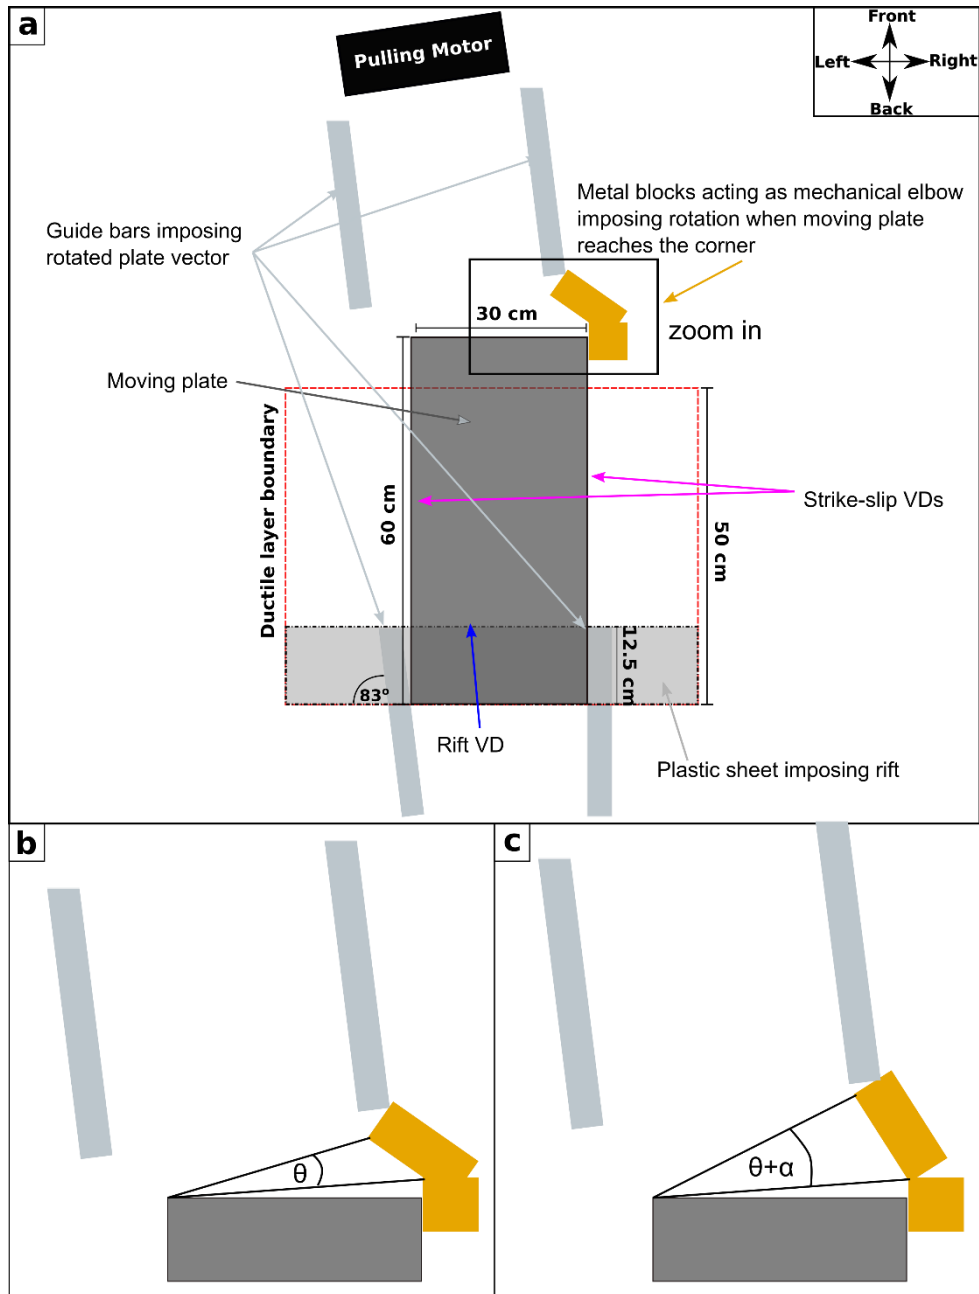 a
Pulling Motor
Front
Left
Right
Back
Metal blocks acting as mechanical elbow
imposing rotation when moving plate
reaches the corner
Guide bars imposing
rotated plate vector
30 cm
zoom in
Moving plate
Ductile layer boundary
60 cm
Strike-slip VDs
50 cm
12.5 cm
83º
Rift VD
Plastic sheet imposing rift
b
θ
c
θ+α